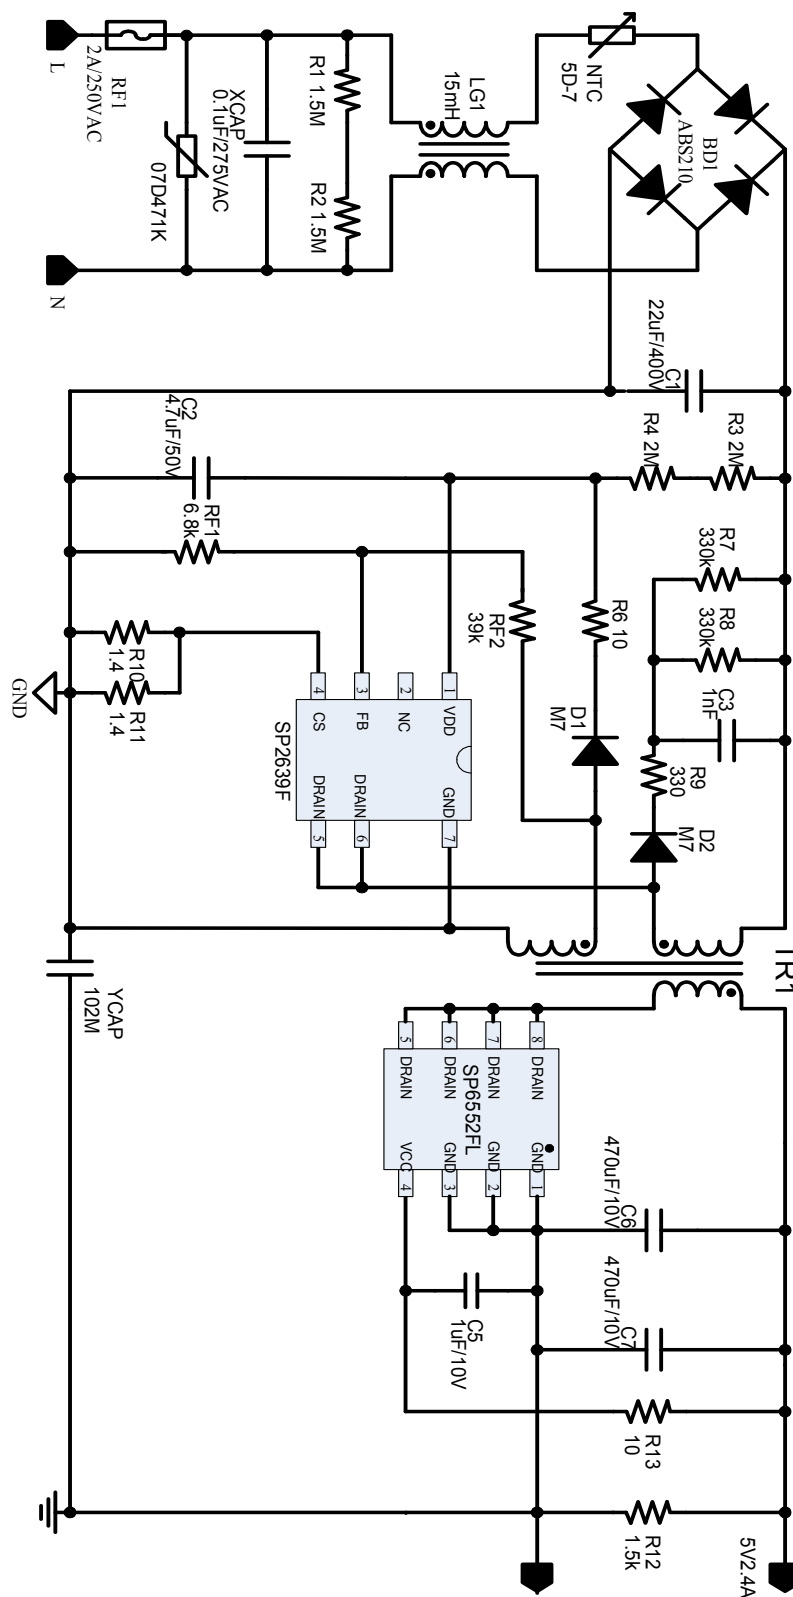 L
RF1
2A/250VAC
N
07D471K
XCAP
0.1uF/275VAC
R1 1.5M
R2 1.5M
LG1
15mH
NTC
5D-7
BD1
ABS210
C1
22uF/400V
C2
4.7uF/50V
R3 2M
R4 2M
RF1
6.8k
RF2
39k
R6 10
D1
M7
R7
330k
R8
330k
C3
1nF
R9
330
D2
M7
R10
1.4
R11
1.4
GND
4
CS
3
FB
2
NC
1
VDD
DRAIN
5
DRAIN
6
GND
7
SP2639F
TR1
YCAP
102M
5
DRAIN
6
DRAIN
7
DRAIN
8
DRAIN
SP6552FL
VCC
4
GND
3
GND
2
GND
1
C5
1uF/10V
C6
470uF/10V
C7
470uF/10V
R13
10
R12
1.5k
5V2.4A